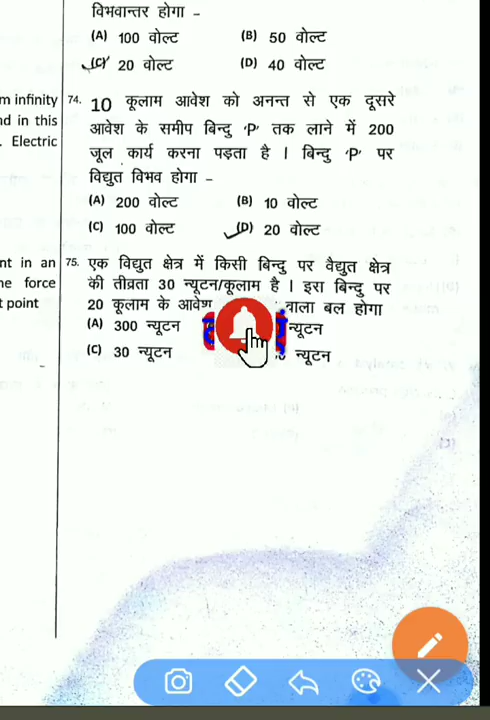 विभवान्तर होगा –
(A) 100 वोल्ट (B) 50 वोल्ट
(C) 20 वोल्ट (D) 40 वोल्ट
m infinity
nd in this
. Electric
74. 10 कूलाम आवेश को अनन्त से एक दूसरे
आवेश के समीप बिन्दु 'P' तक लाने में 200
जूल कार्य करना पड़ता है । बिन्दु 'P' पर
विद्युत विभव होगा –
(A) 200 वोल्ट (B) 10 वोल्ट
(C) 100 वोल्ट (D) 20 वोल्ट
nt in an
he force
t point
75. एक विद्युत क्षेत्र में किसी बिन्दु पर वैद्युत क्षेत्र
की तीव्रता 30 न्यूटन/कूलाम है । इरा बिन्दु पर
20 कूलाम के आवेश वाला बल होगा
(A) 300 न्यूटन न्यूटन
(C) 30 न्यूटन न्यूटन